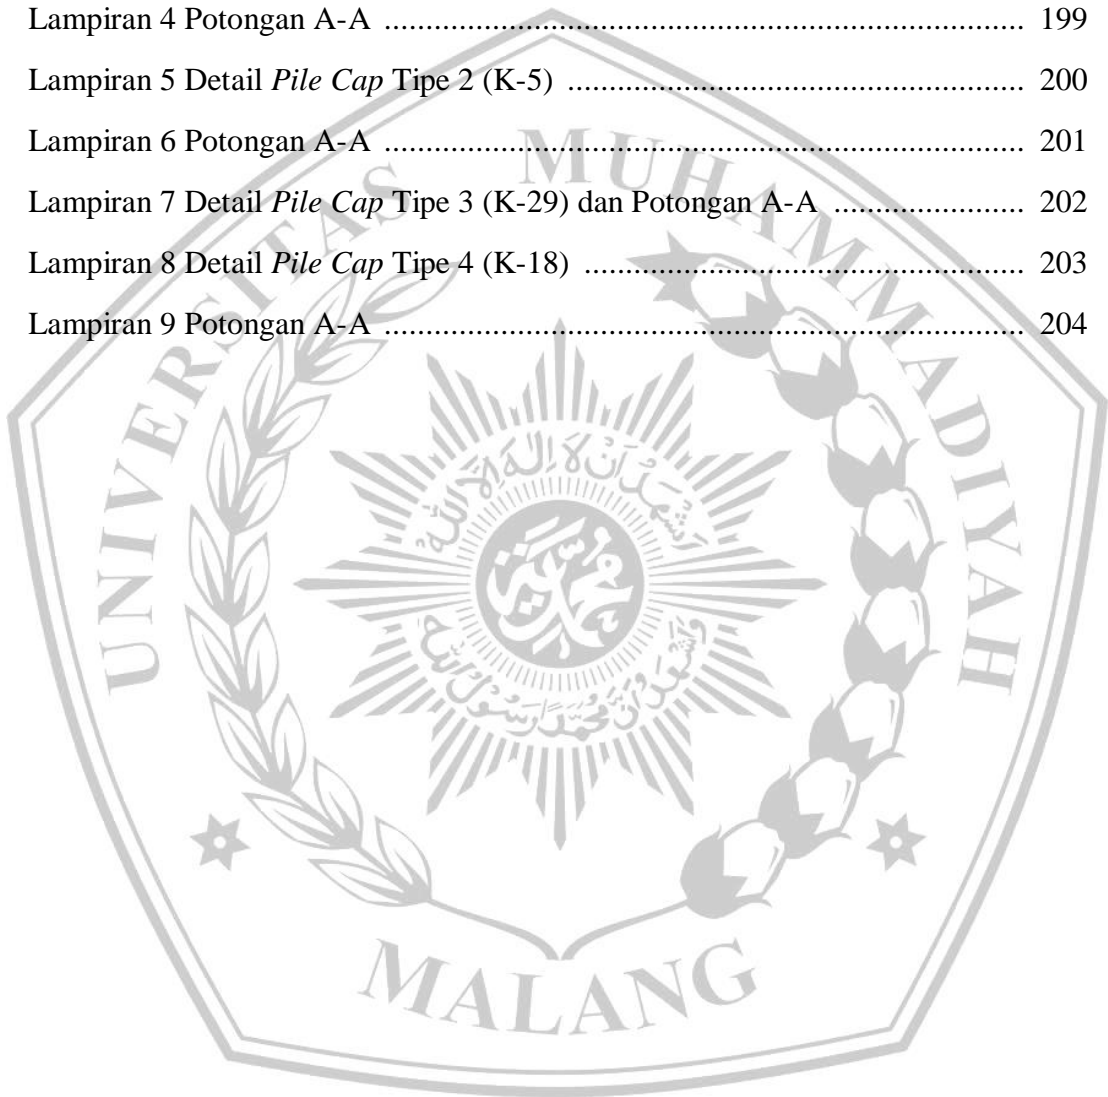 Lampiran 4 Potongan A-A .............................................................................. 199
Lampiran 5 Detail Pile Cap Tipe 2 (K-5) ........................................................ 200
Lampiran 6 Potongan A-A .............................................................................. 201
Lampiran 7 Detail Pile Cap Tipe 3 (K-29) dan Potongan A-A ....................... 202
Lampiran 8 Detail Pile Cap Tipe 4 (K-18) ...................................................... 203
Lampiran 9 Potongan A-A .............................................................................. 204
UNIVERSITAS MUHAMMADIYAH
MALANG